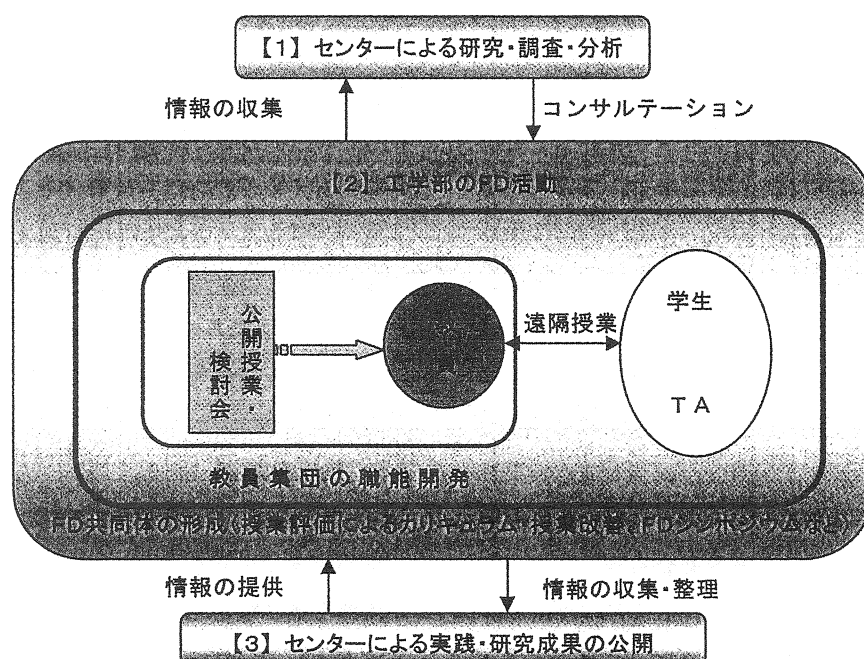 【1】センターによる研究・調査・分析
情報の収集
コンサルテーション
【2】工学部のFD活動
公開授業・
検討会
遠隔授業
学生
TA
教員集団の職能開発
FD共同体の形成（授業評価によるカリキュラム・授業改善、FDシンポジウムなど）
情報の提供
情報の収集・整理
【3】センターによる実践・研究成果の公開